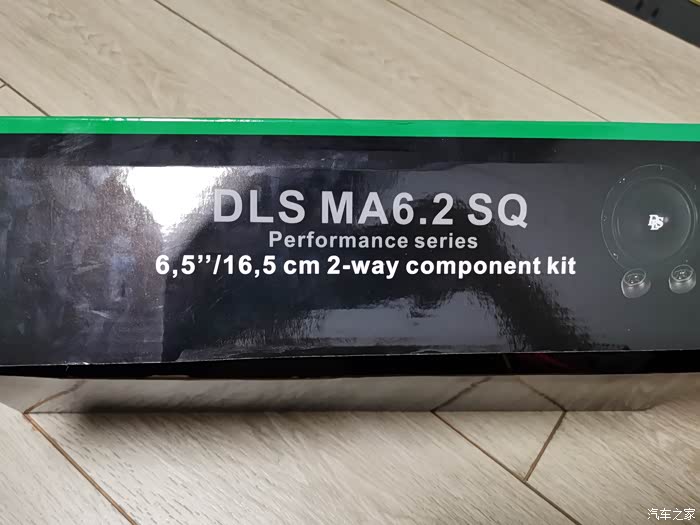 DLS MA6.2 SQ
Performance series
6,5’’/16,5 cm 2-way component kit
DLS
汽车之家